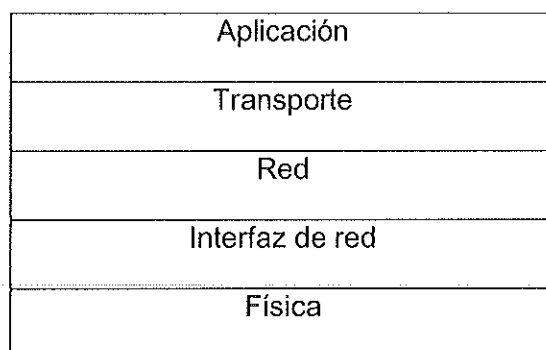 Aplicación
Transporte
Red
Interfaz de red
Física